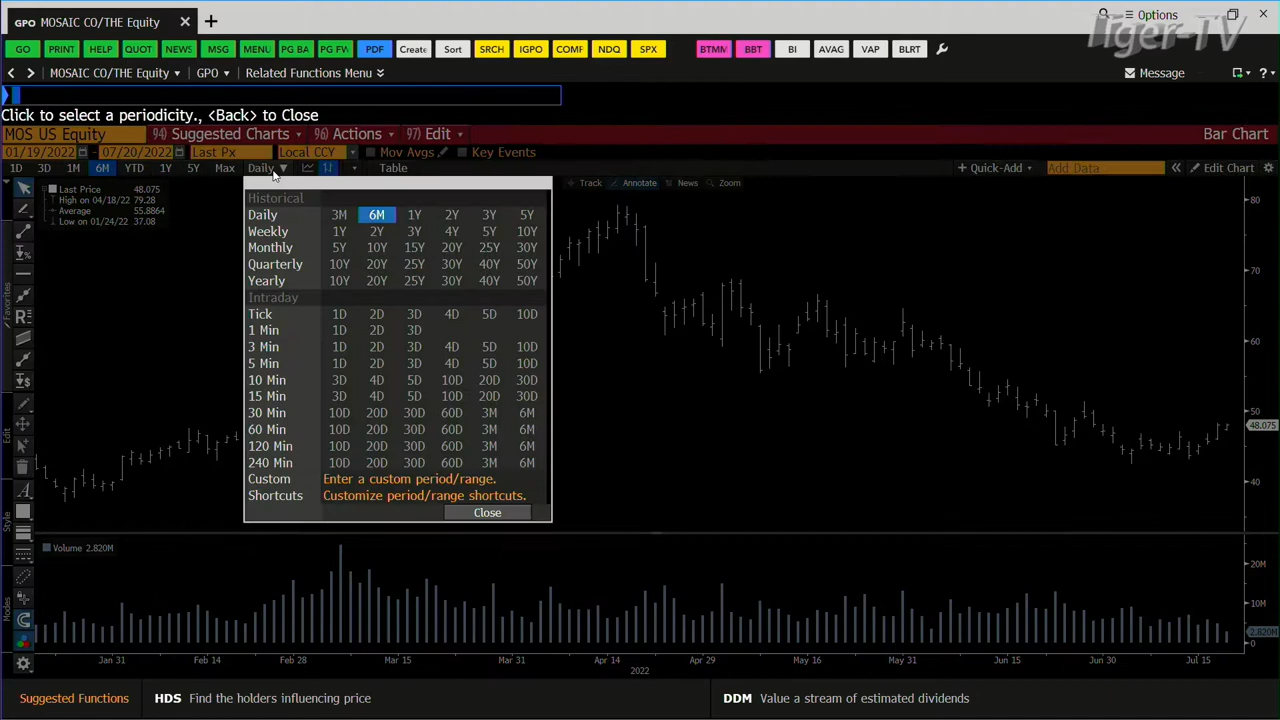 GPO MOSAIC CO/THE Equity
Options
Tiger-TV
GO PRINT HELP QUOT NEWS MSG MENU PG BA PG FW PDF Create Sort SRCH IGPO COMF NDQ SPX BTMM BBT BI AVAG VAP BLRT
MOSAIC CO/THE Equity GPO Related Functions Menu Message
Click to select a periodicity., <Back> to Close
MOS US Equity 94) Suggested Charts 96) Actions 97) Edit Bar Chart
01/19/2022 - 07/20/2022 Last Px Local CCY Mov Avgs Key Events
1D 3D 1M 6M YTD 1Y 5Y Max Daily Table + Quick-Add Add Data Edit Chart
Track Annotate News Zoom
Last Price 48.075
High on 04/18/22 79.28
Average 55.8864
Low on 01/24/22 37.08
Historical
Daily 3M 6M 1Y 2Y 3Y 5Y
Weekly 1Y 2Y 3Y 4Y 5Y 10Y
Monthly 5Y 10Y 15Y 20Y 25Y 30Y
Quarterly 10Y 20Y 25Y 30Y 40Y 50Y
Yearly 10Y 20Y 25Y 30Y 40Y 50Y
Intraday
Tick 1D 2D 3D 4D 5D 10D
1 Min 1D 2D 3D
3 Min 1D 2D 3D 4D 5D 10D
5 Min 1D 2D 3D 4D 5D 10D
10 Min 3D 4D 5D 10D 20D 30D
15 Min 3D 4D 5D 10D 20D 30D
30 Min 10D 20D 30D 60D 3M 6M
60 Min 10D 20D 30D 60D 3M 6M
120 Min 10D 20D 30D 60D 3M 6M
240 Min 10D 20D 30D 60D 3M 6M
Custom Enter a custom period/range.
Shortcuts Customize period/range shortcuts.
Close
80
70
60
50
48.075
40
Favorites
Edit
Style
Modes
Volume 2.820M
20M
10M
2.820M
0
Jan 31 Feb 14 Feb 28 Mar 15 Mar 31 Apr 14 Apr 29 May 16 May 31 Jun 15 Jun 30 Jul 15
2022
Suggested Functions HDS Find the holders influencing price DDM Value a stream of estimated dividends